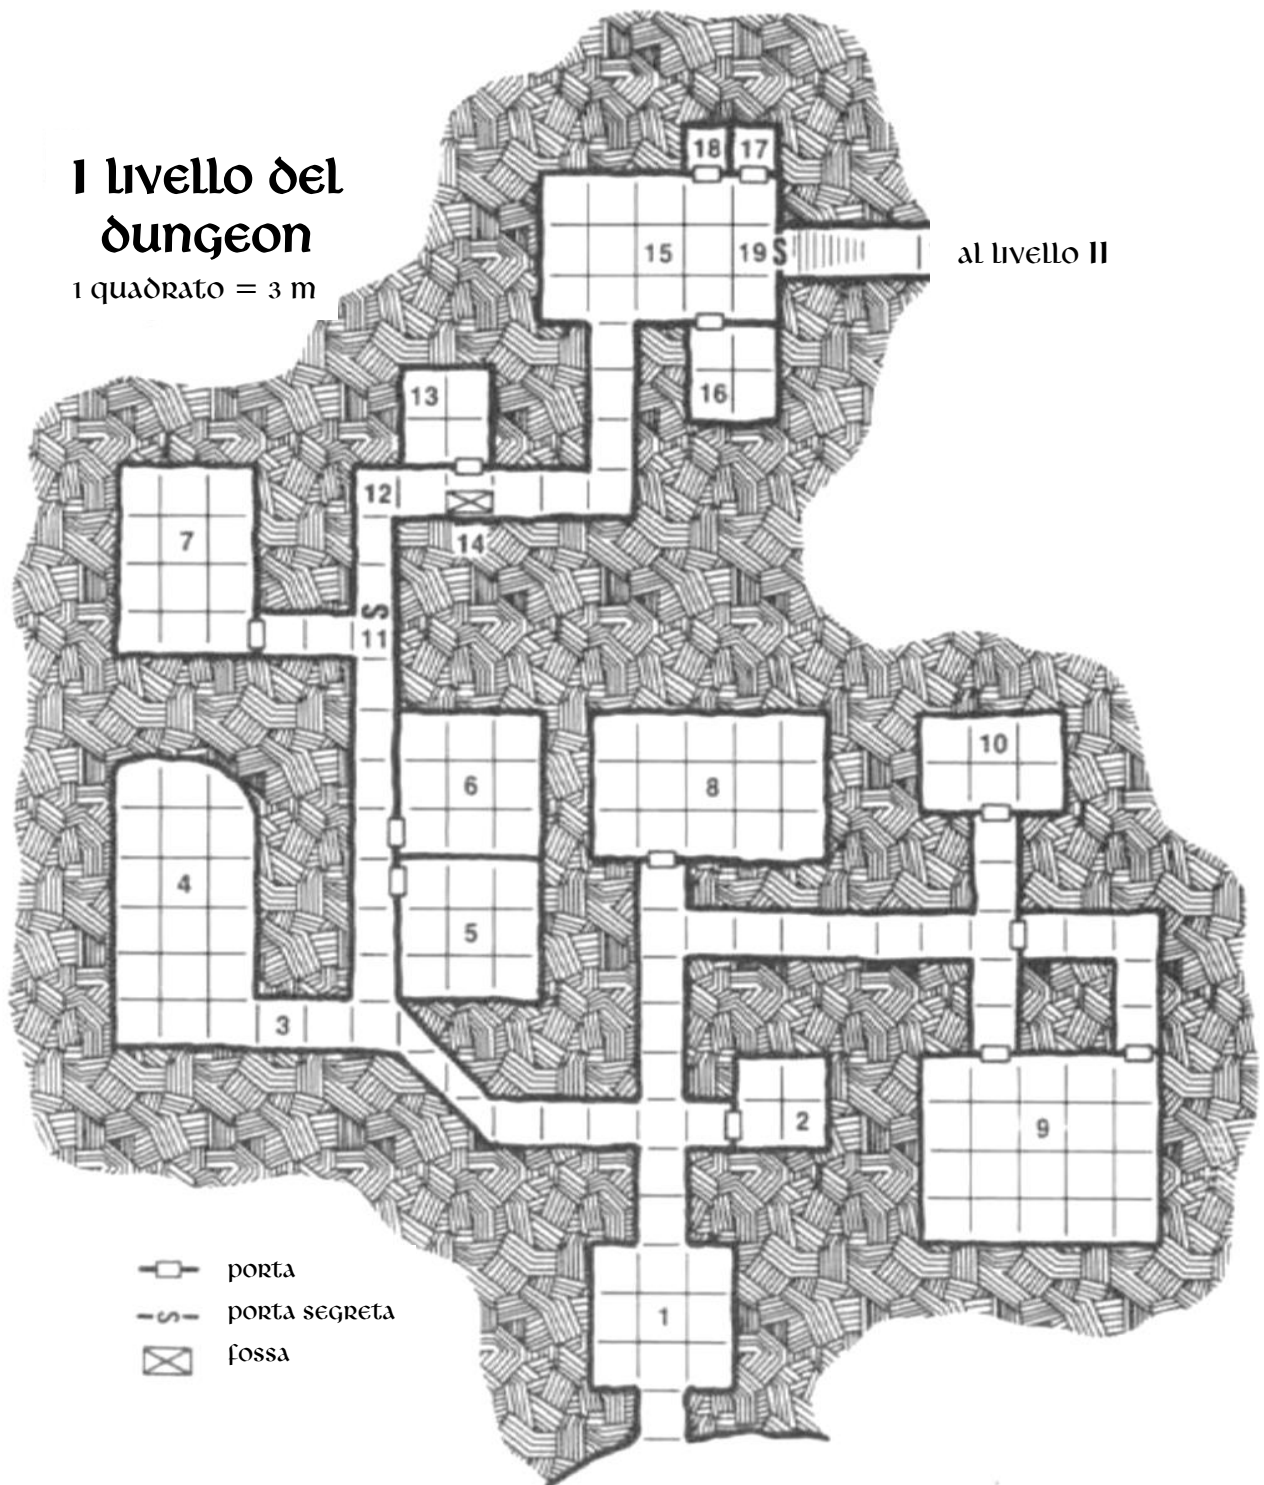 I livello del
dungeon
1 quadrato = 3 m
18 17
15 19 S
al livello II
16
13
12
14
7
S
11
10
6
8
4
5
3
2
9
1
porta
S porta segreta
fossa